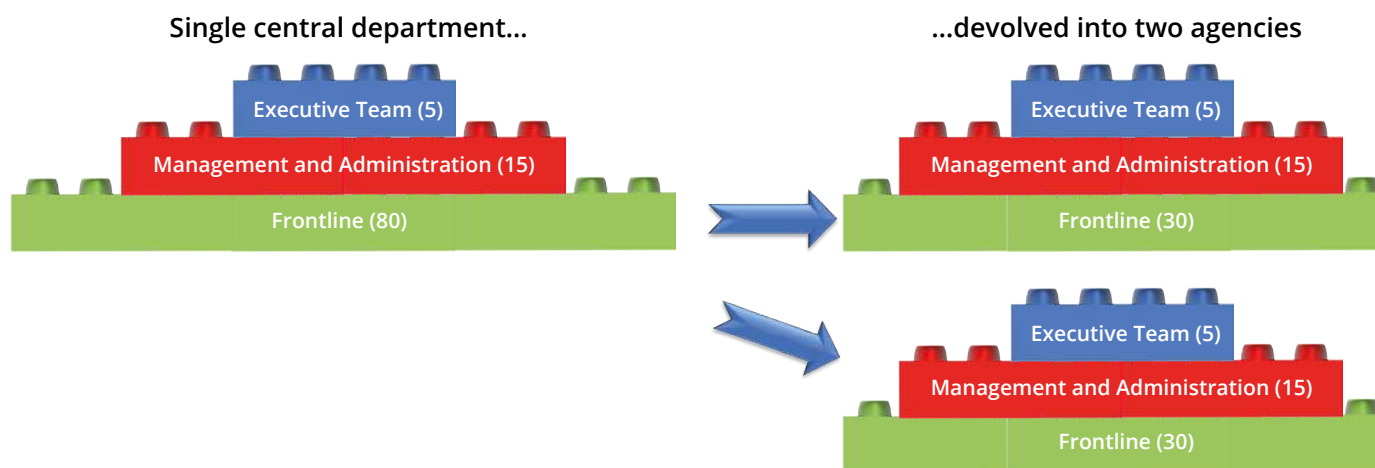 Single central department...
Executive Team (5)
Management and Administration (15)
Frontline (80)
...devolved into two agencies
Executive Team (5)
Management and Administration (15)
Frontline (30)
Executive Team (5)
Management and Administration (15)
Frontline (30)